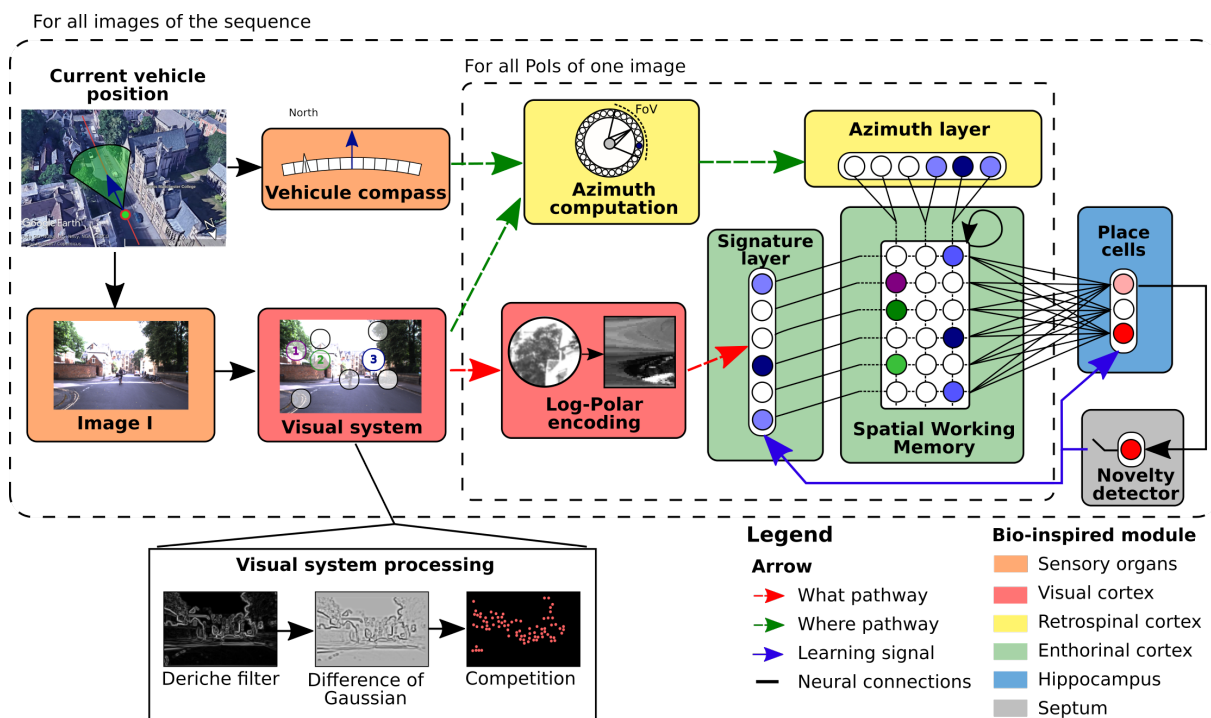 For all images of the sequence
Current vehicle
position
Google Earth
North
Vehicule compass
For all PoIs of one image
FoV
Azimuth
computation
Azimuth layer
Signature
layer
Place
cells
Image I
1
2
3
Visual system
Log-Polar
encoding
Spatial Working
Memory
Novelty
detector
Visual system processing
Deriche filter
Difference of
Gaussian
Competition
Legend
Arrow
What pathway
Where pathway
Learning signal
Neural connections
Bio-inspired module
Sensory organs
Visual cortex
Retrospinal cortex
Enthorinal cortex
Hippocampus
Septum